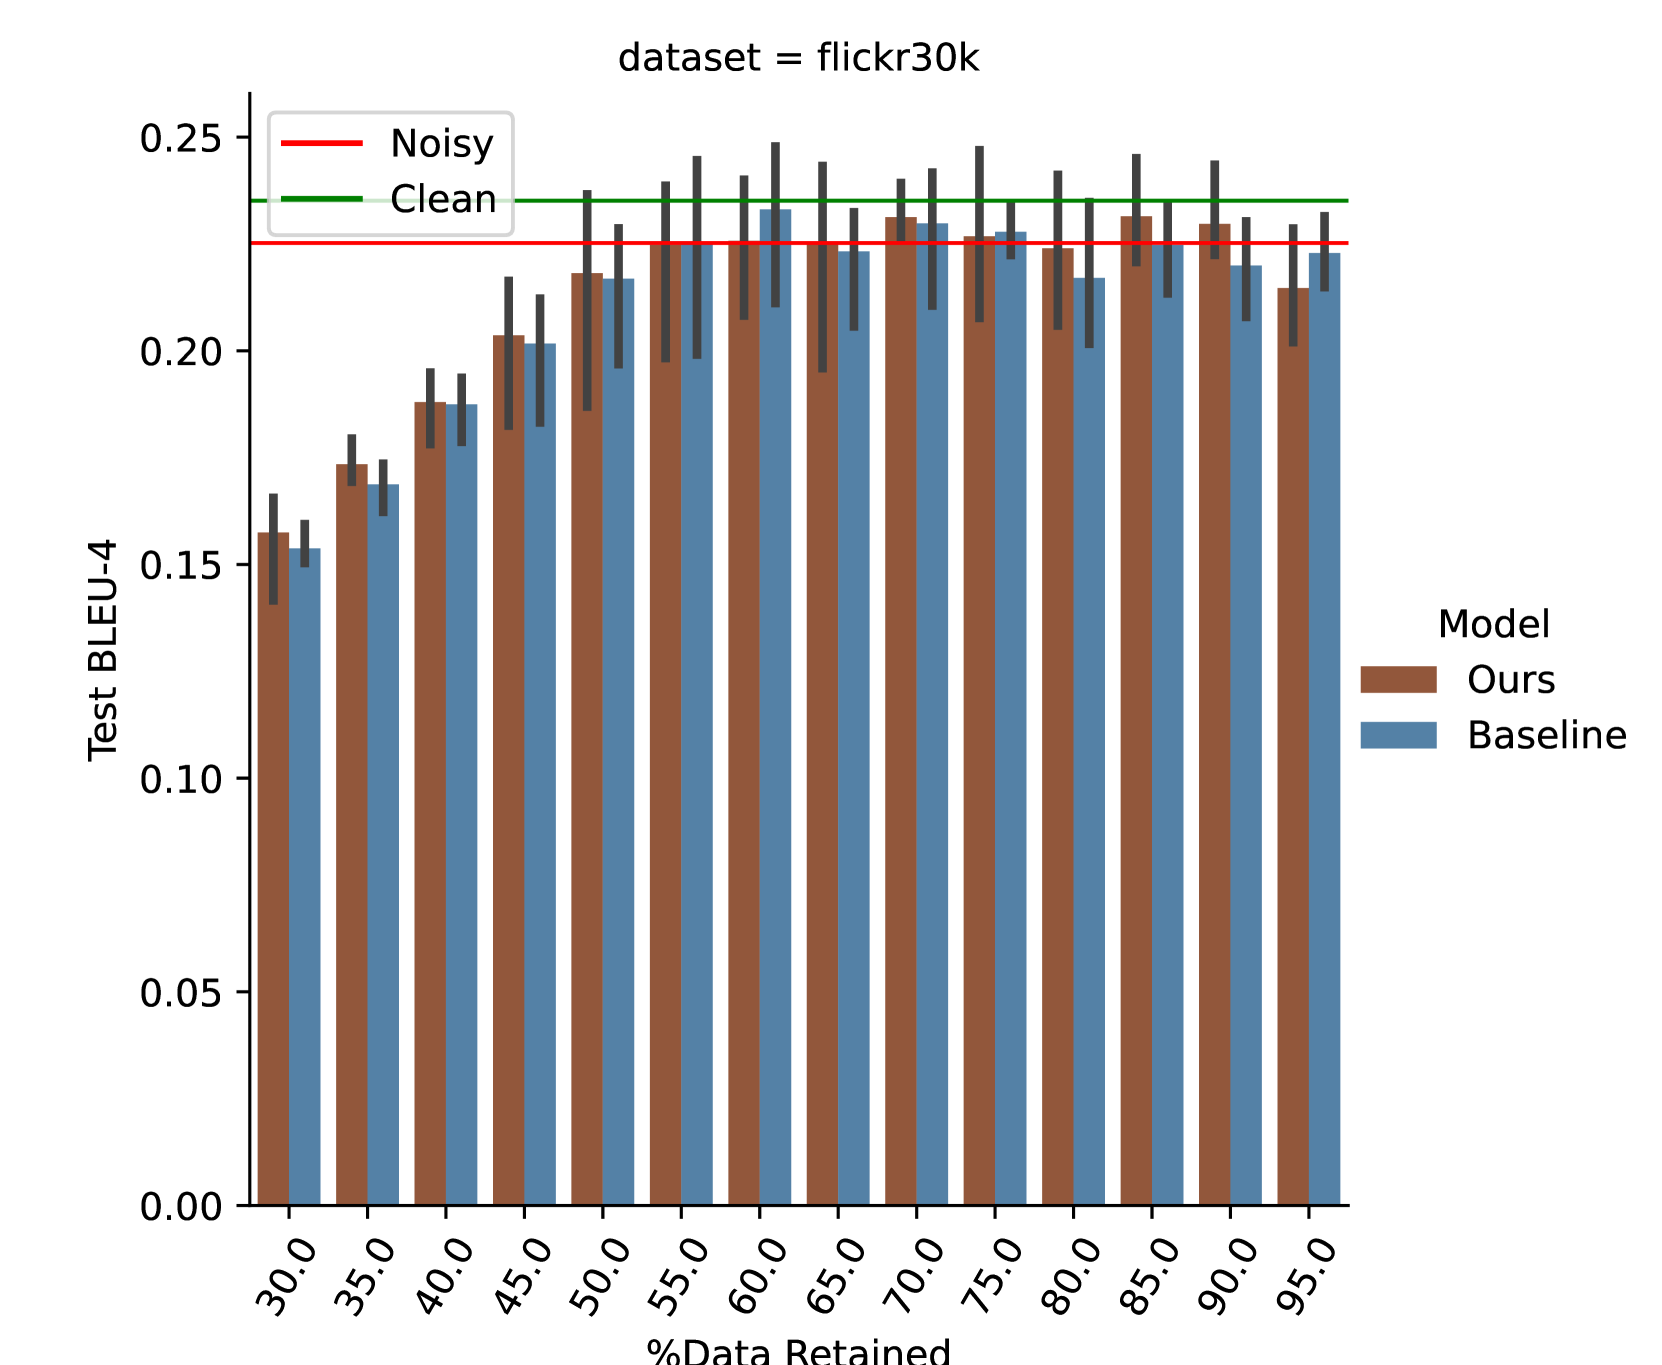 dataset = flickr30k
Noisy
Clean
0.25
0.20
0.15
0.10
0.05
0.00
Test BLEU-4
Model
Ours
Baseline
30.0 35.0 40.0 45.0 50.0 55.0 60.0 65.0 70.0 75.0 80.0 85.0 90.0 95.0
%Data Retained